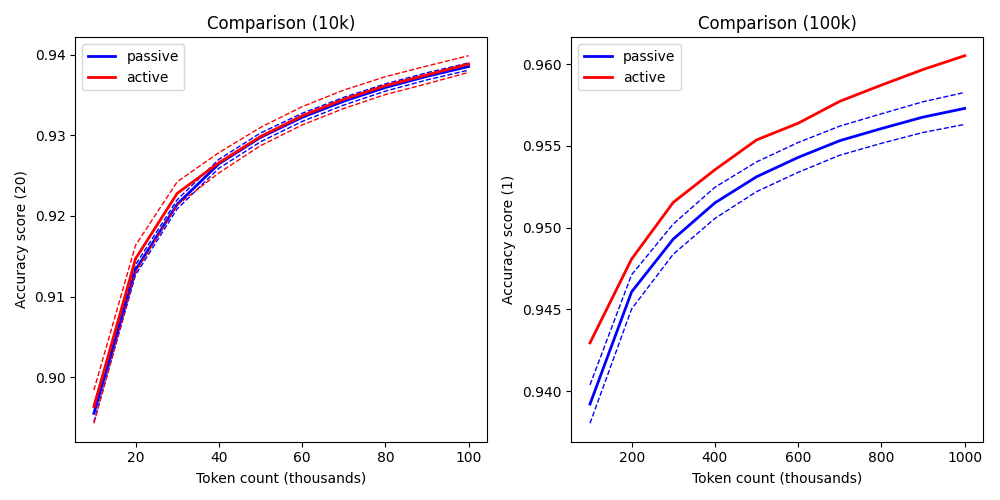 Comparison (10k)
passive
active
0.94
0.93
0.92
0.91
0.90
Accuracy score (20)
20 40 60 80 100
Token count (thousands)
Comparison (100k)
passive
active
0.960
0.955
0.950
0.945
0.940
Accuracy score (1)
200 400 600 800 1000
Token count (thousands)